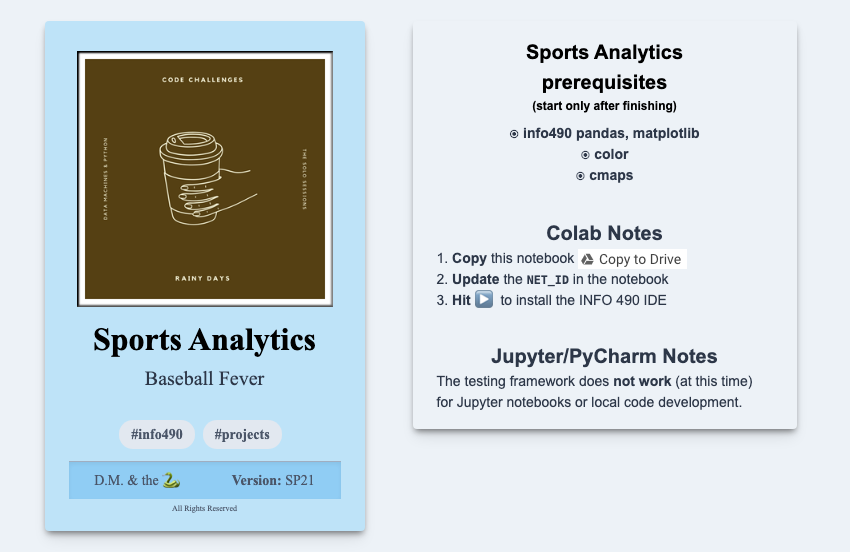 CODE CHALLENGES
DATA MACHINES & PYTHON
THE SOLO SESSIONS
RAINY DAYS
Sports Analytics
Baseball Fever
#info490 #projects
D.M. & the 🐍 Version: SP21
All Rights Reserved
Sports Analytics
prerequisites
(start only after finishing)
info490 pandas, matplotlib
color
cmaps
Colab Notes
1. Copy this notebook Copy to Drive
2. Update the NET_ID in the notebook
3. Hit ▶️ to install the INFO 490 IDE
Jupyter/PyCharm Notes
The testing framework does not work (at this time)
for Jupyter notebooks or local code development.